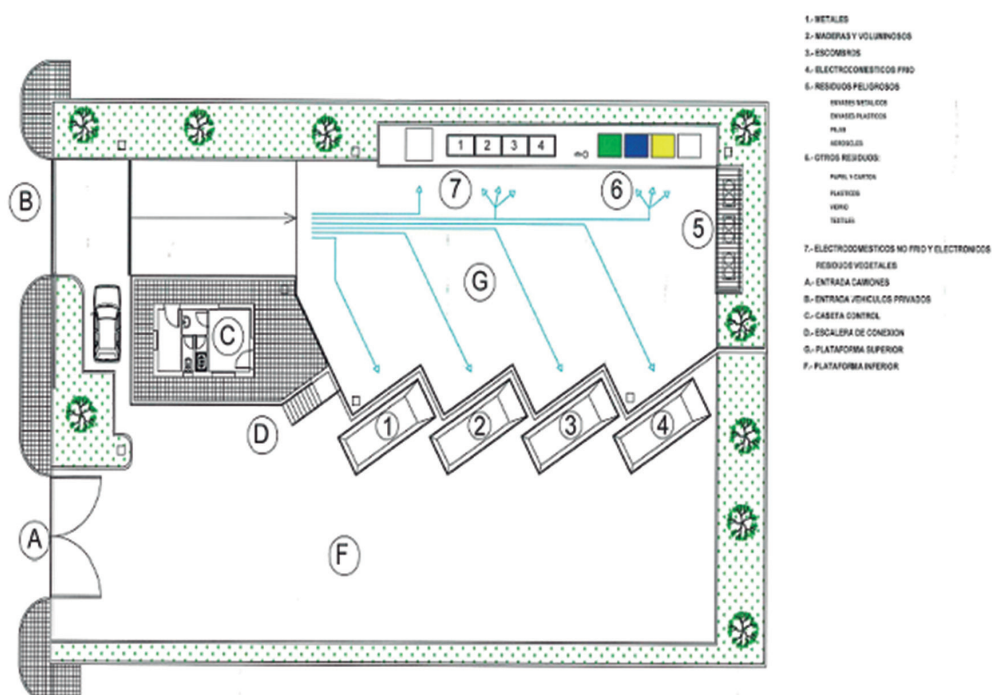 1.- METALES
2.- MADERAS Y VOLUMINOSOS
3.- ESCOMBROS
4.- ELECTRODOMESTICOS FRIO
5.- RESIDUOS PELIGROSOS
ENVASES METALICOS
ENVASES PLASTICOS
PILAS
AEROSOLES
6.- OTROS RESIDUOS:
PAPEL Y CARTON
PLASTICOS
VIDRIO
TEXTILES
7.- ELECTRODOMESTICOS NO FRIO Y ELECTRONICOS
RESIDUOS VEGETALES
A.- ENTRADA CAMIONES
B.- ENTRADA VEHICULOS PRIVADOS
C.- CASETA CONTROL
D.- ESCALERA DE CONEXION
G.- PLATAFORMA SUPERIOR
F.- PLATAFORMA INFERIOR
1 2 3 4
7
6
B
5
G
C
D
1
2
3
4
A
F